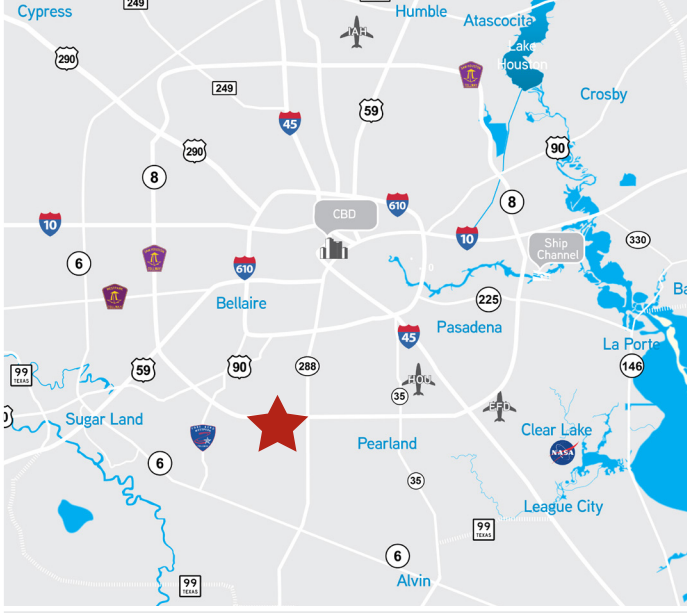 249
Cypress
Humble
Atascocita
IAH
Lake
Houston
290
249
59
Crosby
45
290
90
8
610
8
CBD
10
10
330
Ship
Channel
6
610
Ba
Bellaire
225
Pasadena
45
La Porte
99
TEXAS
59
90
288
146
HOU
35
EFD
Sugar Land
Clear Lake
Pearland
NASA
6
35
League City
99
TEXAS
6
99
TEXAS
Alvin